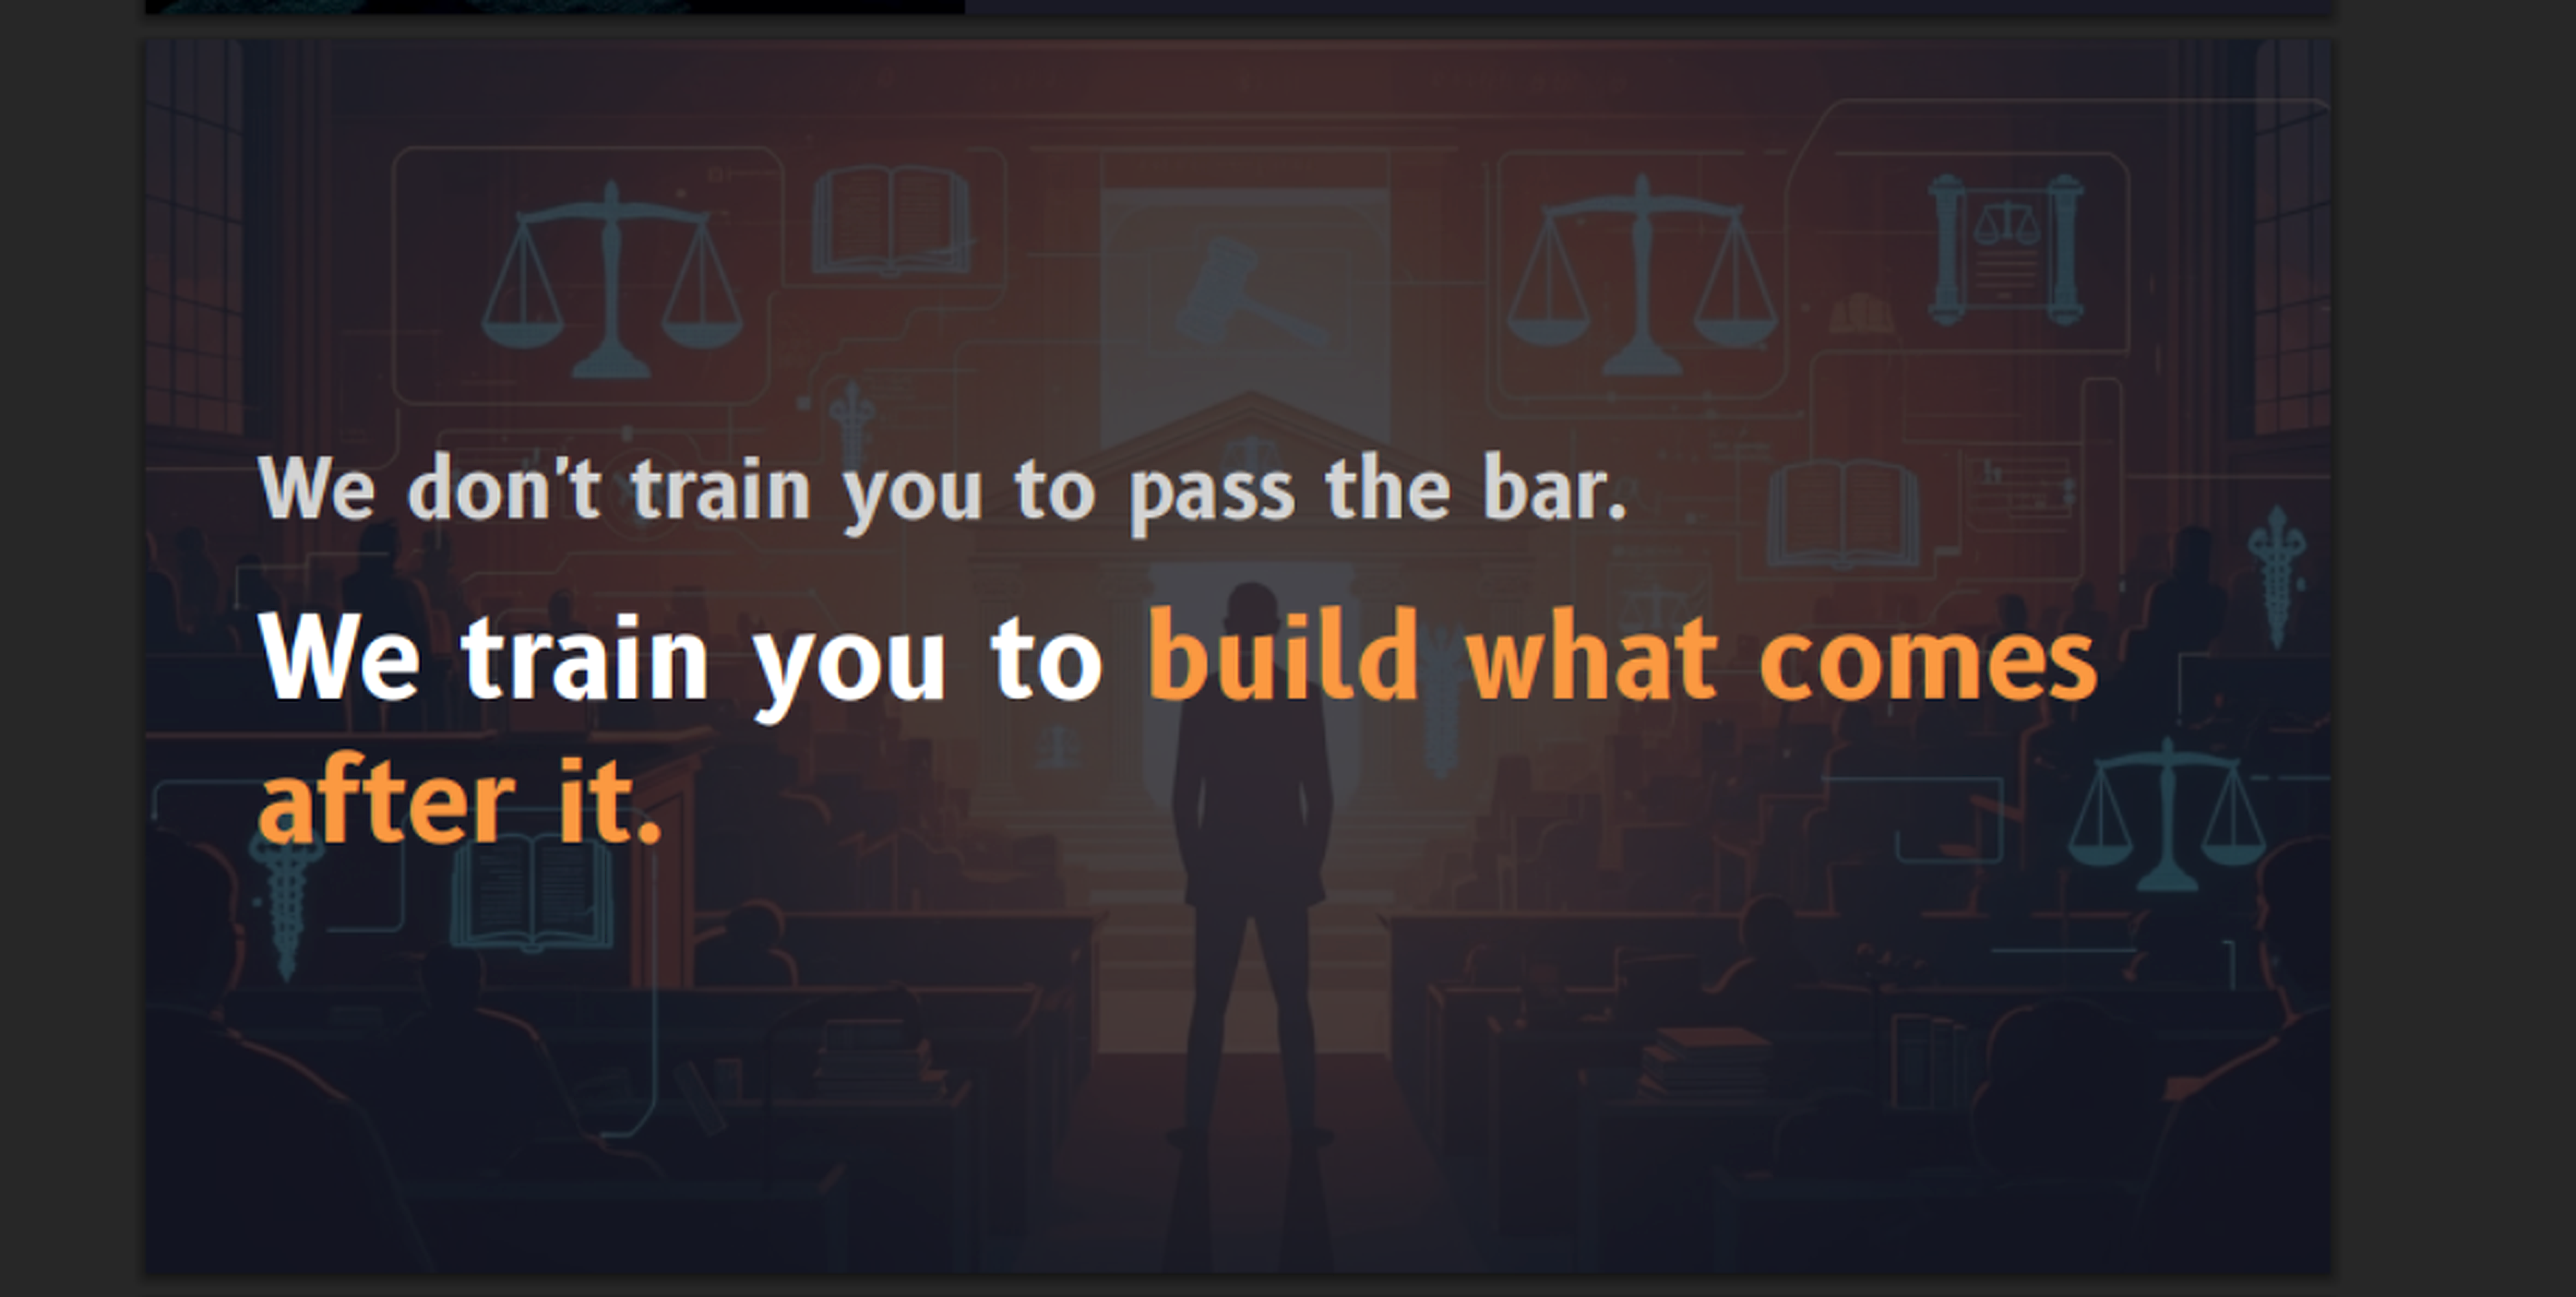 We don't train you to pass the bar.
We train you to build what comes
after it.